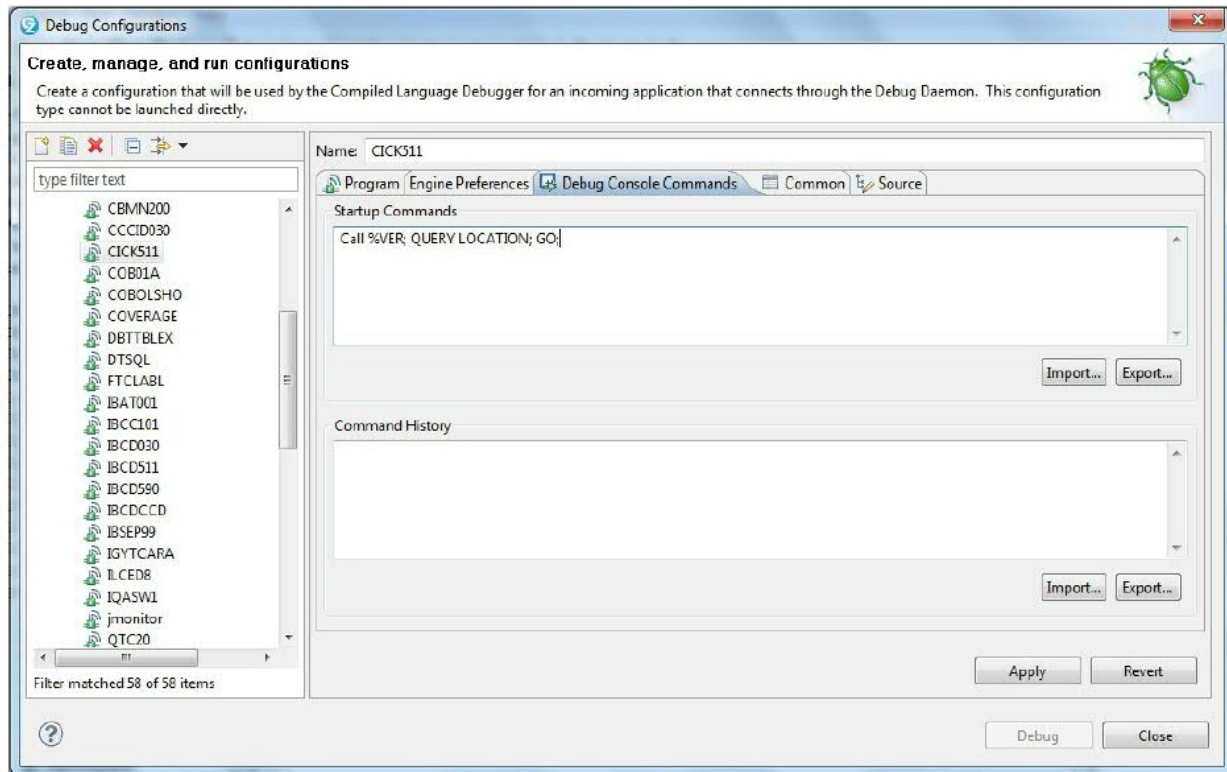 Debug Configurations
Create, manage, and run configurations
Create a configuration that will be used by the Compiled Language Debugger for an incoming application that connects through the Debug Daemon. This configuration
type cannot be launched directly.
type filter text
CBMN200
CCCID030
CICK511
COB01A
COBOLSHO
COVERAGE
DBTTBLEX
DTSQL
FTCLABL
IBAT001
IBCC101
IBCD030
IBCD511
IBCD590
IBCDCCD
IBSEP99
IGYTCARA
ILCED8
IQASW1
jmonitor
QTC20
Filter matched 58 of 58 items
Name: CICK511
Program Engine Preferences Debug Console Commands Common Source
Startup Commands
Call %VER; QUERY LOCATION; GO;
Import... Export...
Command History
Import... Export...
Apply Revert
Debug Close